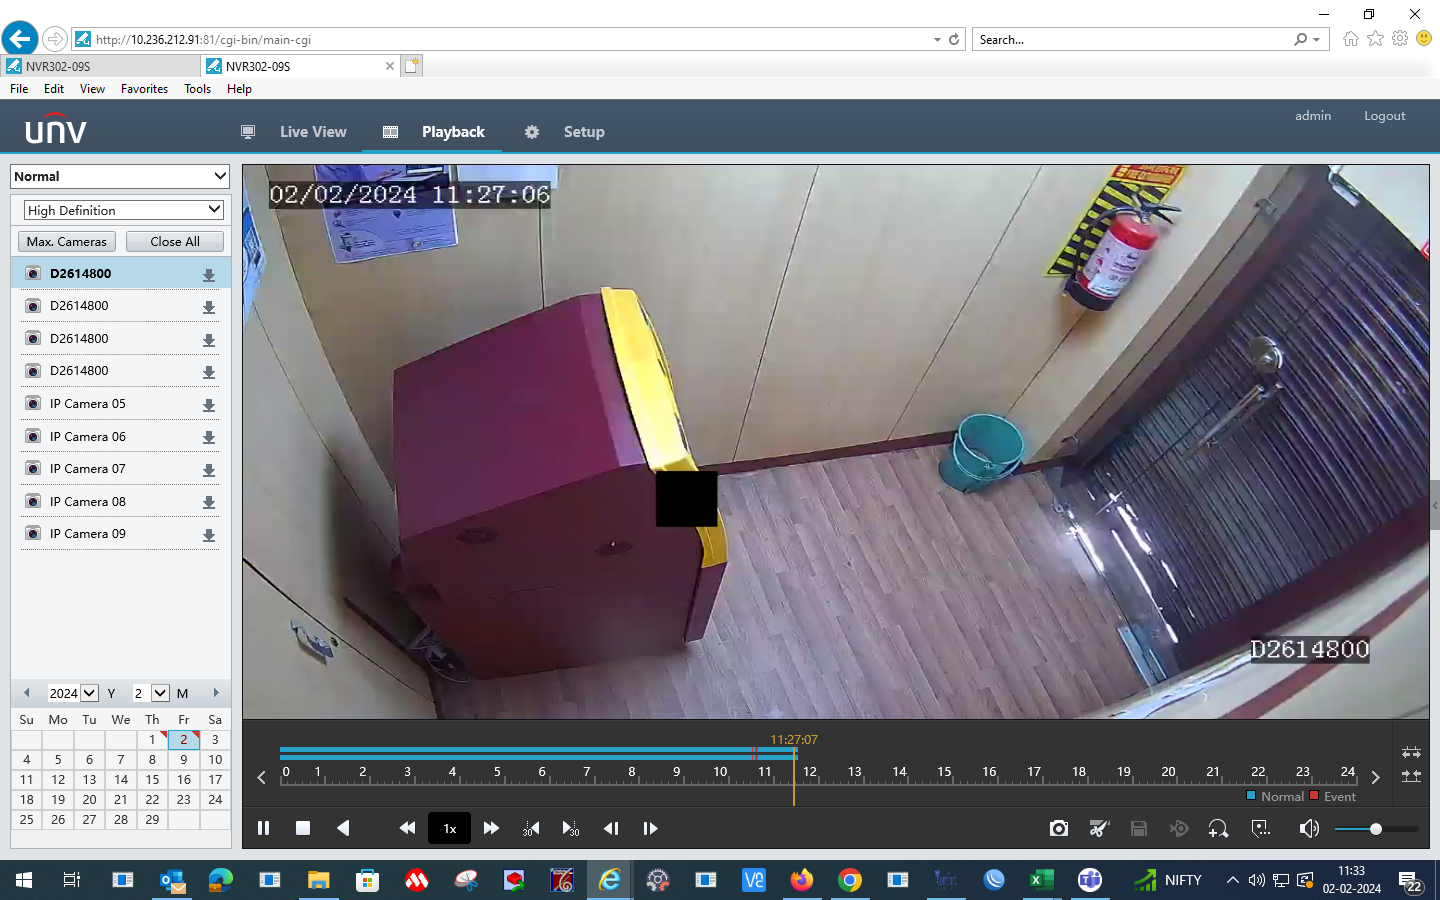 http://10.236.212.91:81/cgi-bin/main-cgi
Search...
NVR302-09S
NVR302-09S
File Edit View Favorites Tools Help
unv
Live View
Playback
Setup
admin
Logout
Normal
High Definition
Max. Cameras
Close All
D2614800
D2614800
D2614800
D2614800
IP Camera 05
IP Camera 06
IP Camera 07
IP Camera 08
IP Camera 09
02/02/2024 11:27:06
D2614800
2024 Y 2 M
Su Mo Tu We Th Fr Sa
1 2 3
4 5 6 7 8 9 10
11 12 13 14 15 16 17
18 19 20 21 22 23 24
25 26 27 28 29
11:27:07
0 1 2 3 4 5 6 7 8 9 10 11 12 13 14 15 16 17 18 19 20 21 22 23 24
Normal Event
1x
30
30
NIFTY
11:33
02-02-2024
22